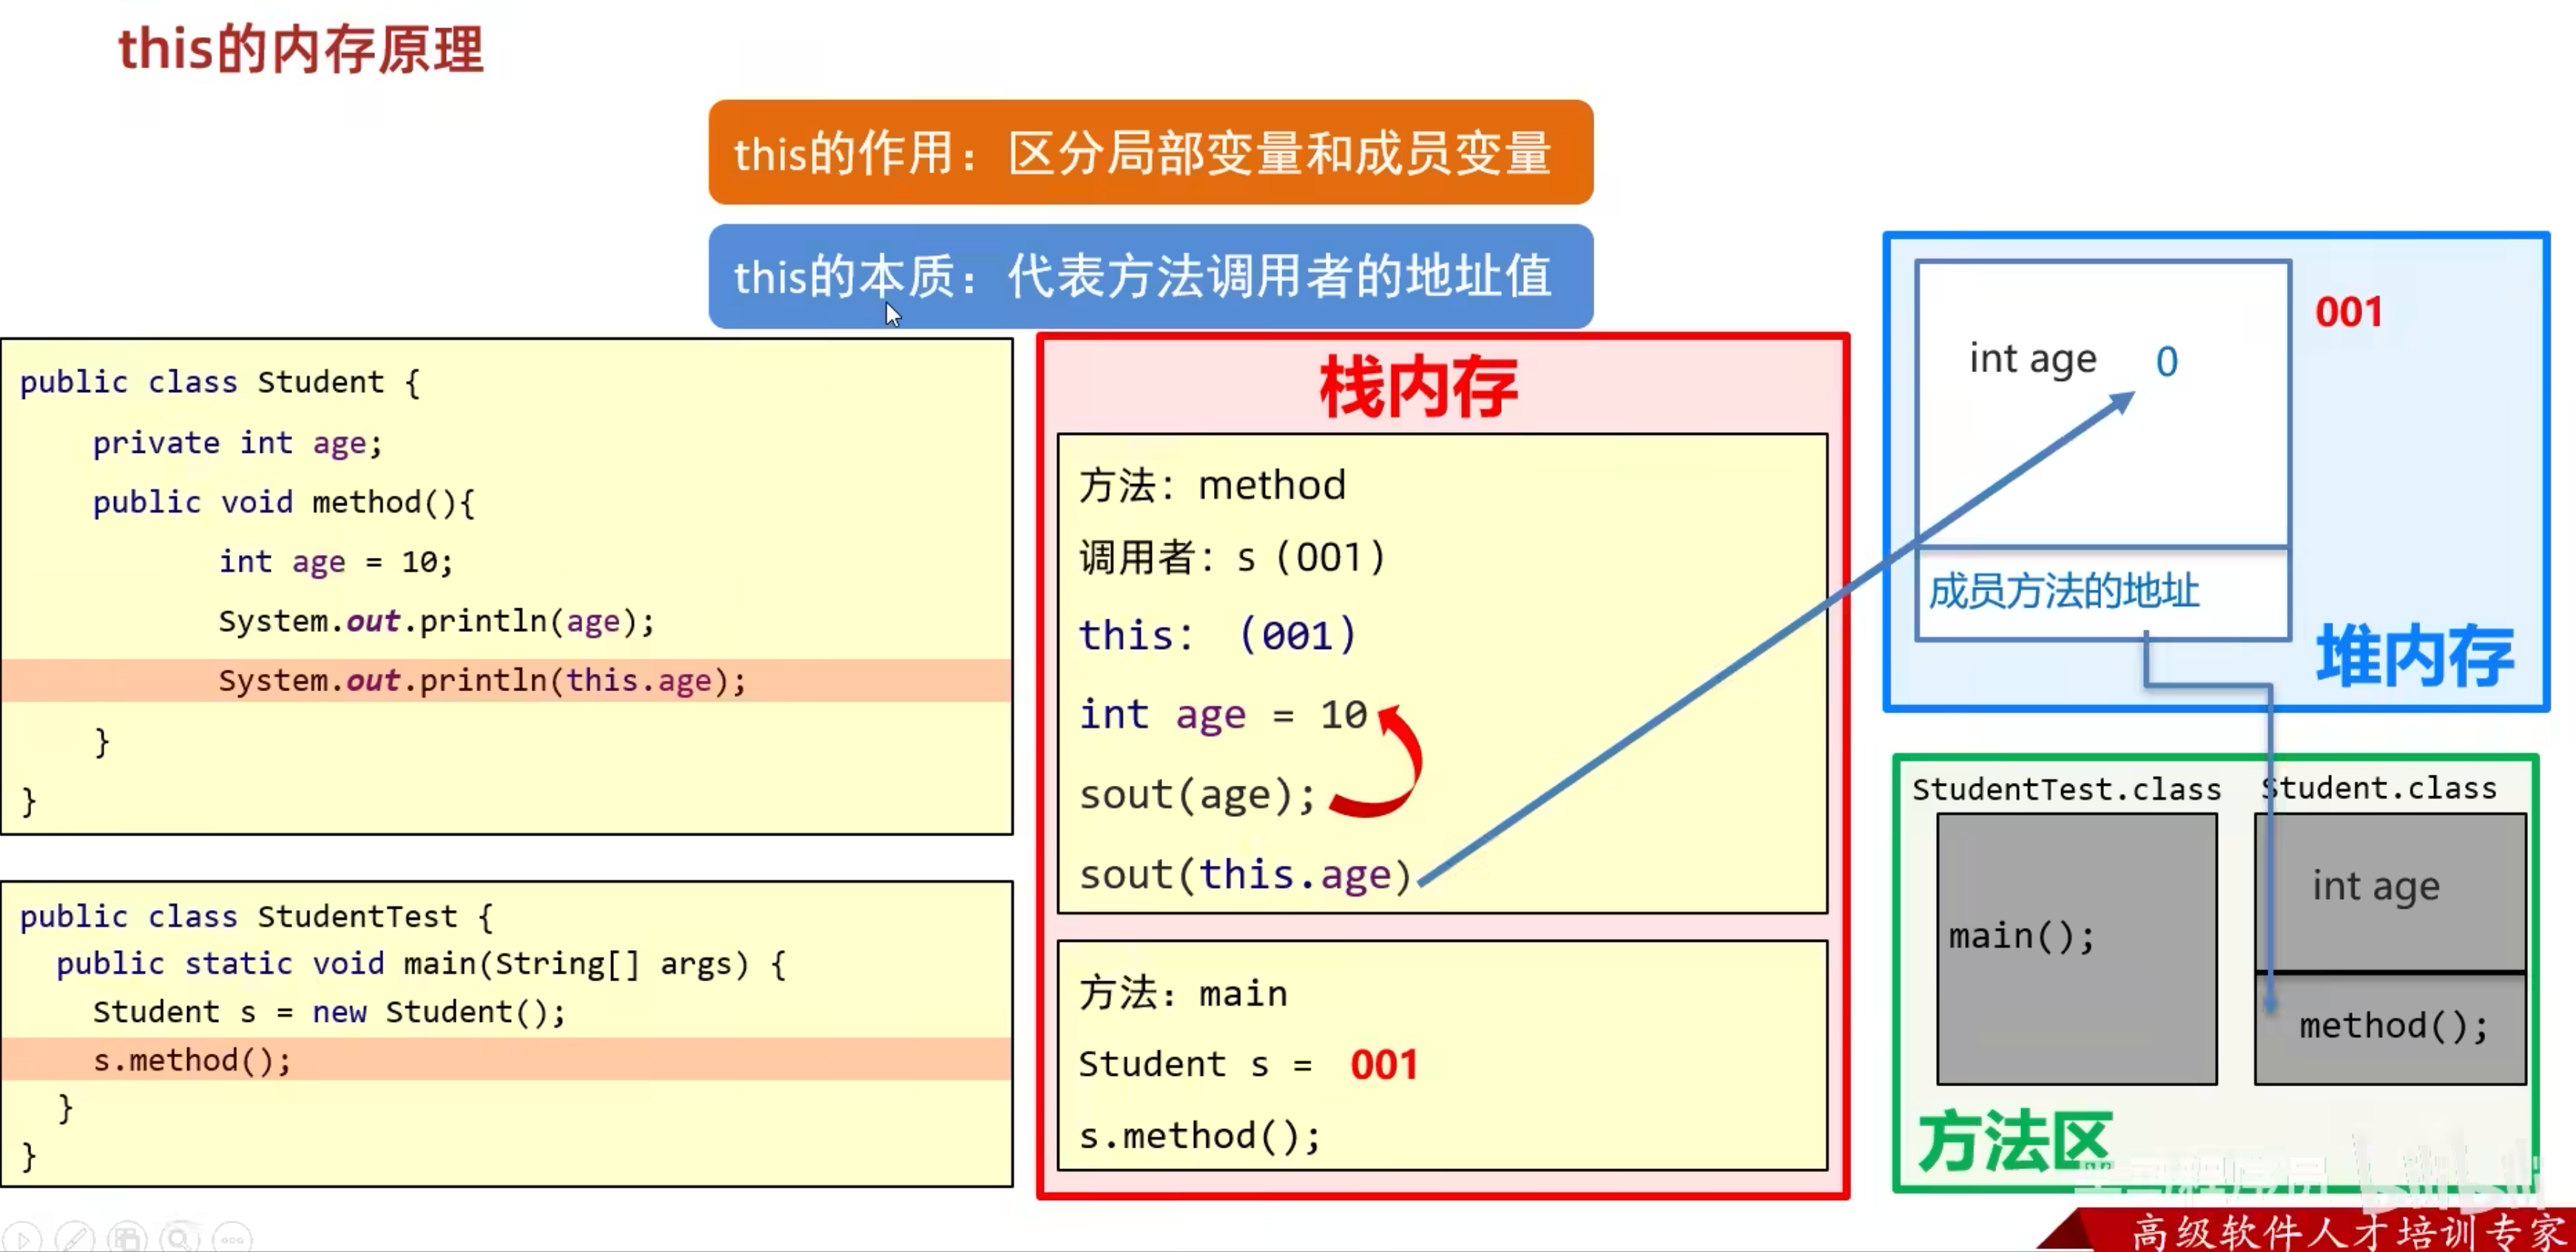 this的内存原理
this的作用：区分局部变量和成员变量
this的本质：代表方法调用者的地址值
public class Student {
private int age;
public void method(){
int age = 10;
System.out.println(age);
System.out.println(this.age);
}
}
public class StudentTest {
public static void main(String[] args) {
Student s = new Student();
s.method();
}
}
栈内存
方法：method
调用者：s（001）
this：（001）
int age = 10
sout(age);
sout(this.age)
方法：main
Student s = 001
s.method();
001
int age 0
成员方法的地址
堆内存
StudentTest.class
main();
Student.class
int age
method();
方法区
高级软件人才培训专家